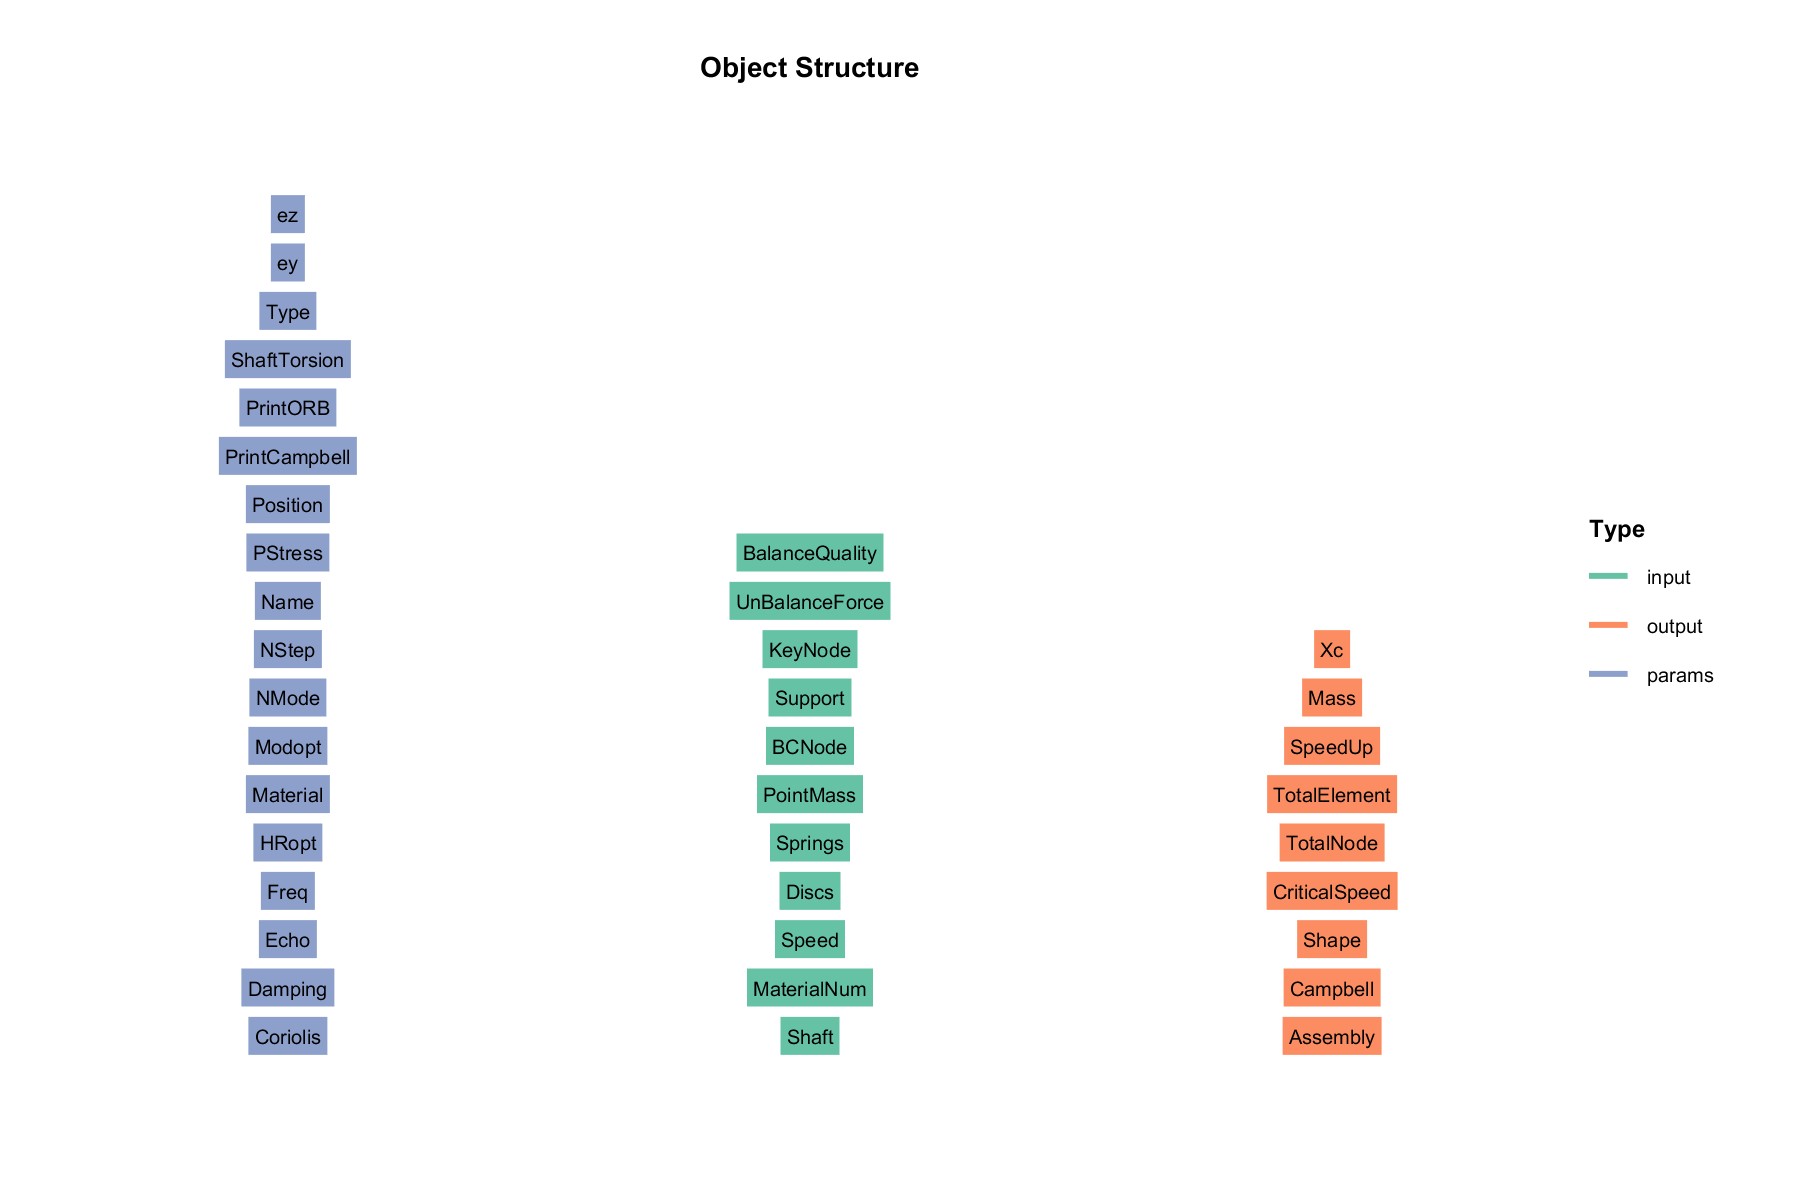 Object Structure
ez
ey
Type
ShaftTorsion
PrintORB
PrintCampbell
Position
PStress
Name
NStep
NMode
Modopt
Material
HRopt
Freq
Echo
Damping
Coriolis
BalanceQuality
UnBalanceForce
KeyNode
Support
BCNode
PointMass
Springs
Discs
Speed
MaterialNum
Shaft
Xc
Mass
SpeedUp
TotalElement
TotalNode
CriticalSpeed
Shape
Campbell
Assembly
Type
input
output
params